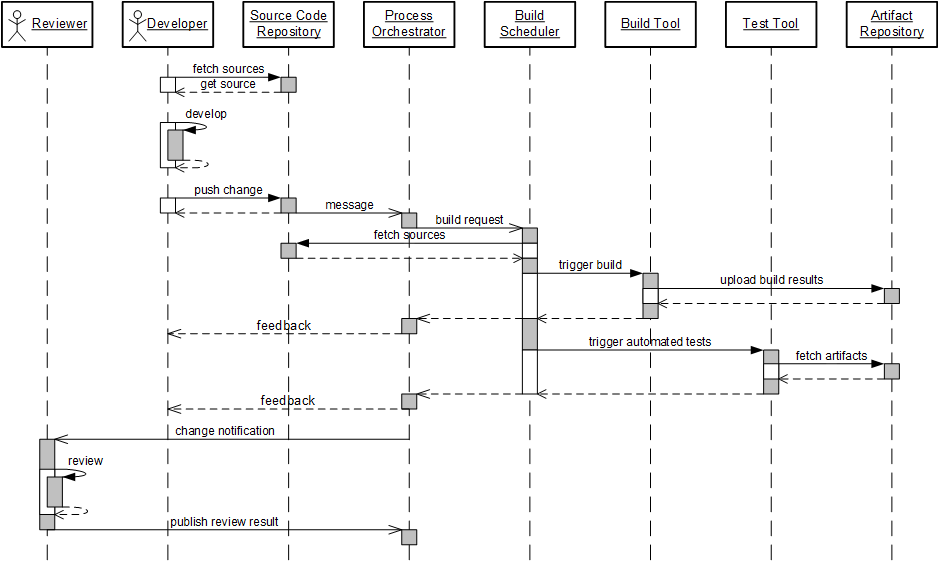 Reviewer
Developer
Source Code
Repository
Process
Orchestrator
Build
Scheduler
Build Tool
Test Tool
Artifact
Repository
fetch sources
get source
develop
push change
message
build request
fetch sources
trigger build
upload build results
feedback
trigger automated tests
fetch artifacts
feedback
change notification
review
publish review result